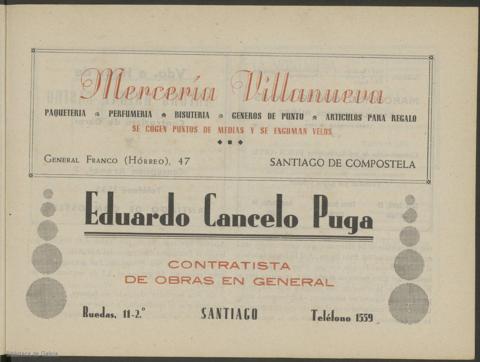 Mercería Villanueva
PAQUETERIA PERFUMERIA BISUTERIA GENEROS DE PUNTO ARTICULOS PARA REGALO
SE COGEN PUNTOS DE MEDIAS Y SE ENGOMAN VELOS
GENERAL FRANCO (HÓRREO), 47 SANTIAGO DE COMPOSTELA
Eduardo Cancelo Puga
CONTRATISTA
DE OBRAS EN GENERAL
Ruedas, 11-2.º SANTIAGO Teléfono 1559